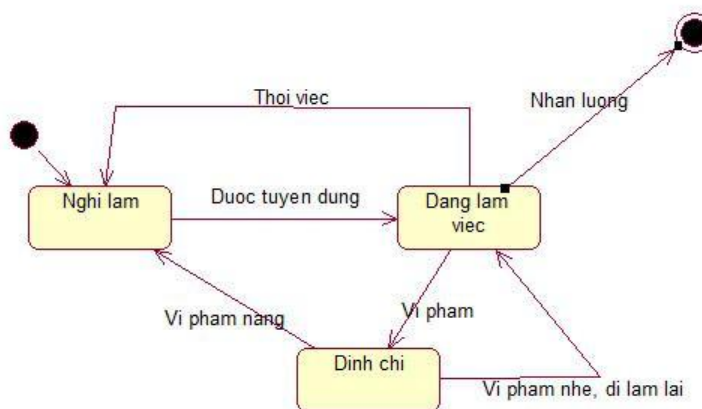 Thoi viec
Nhan luong
Nghi lam
Duoc tuyen dung
Dang lam
viec
Vi pham nang
Vi pham
Dinh chi
Vi pham nhe, di lam lai